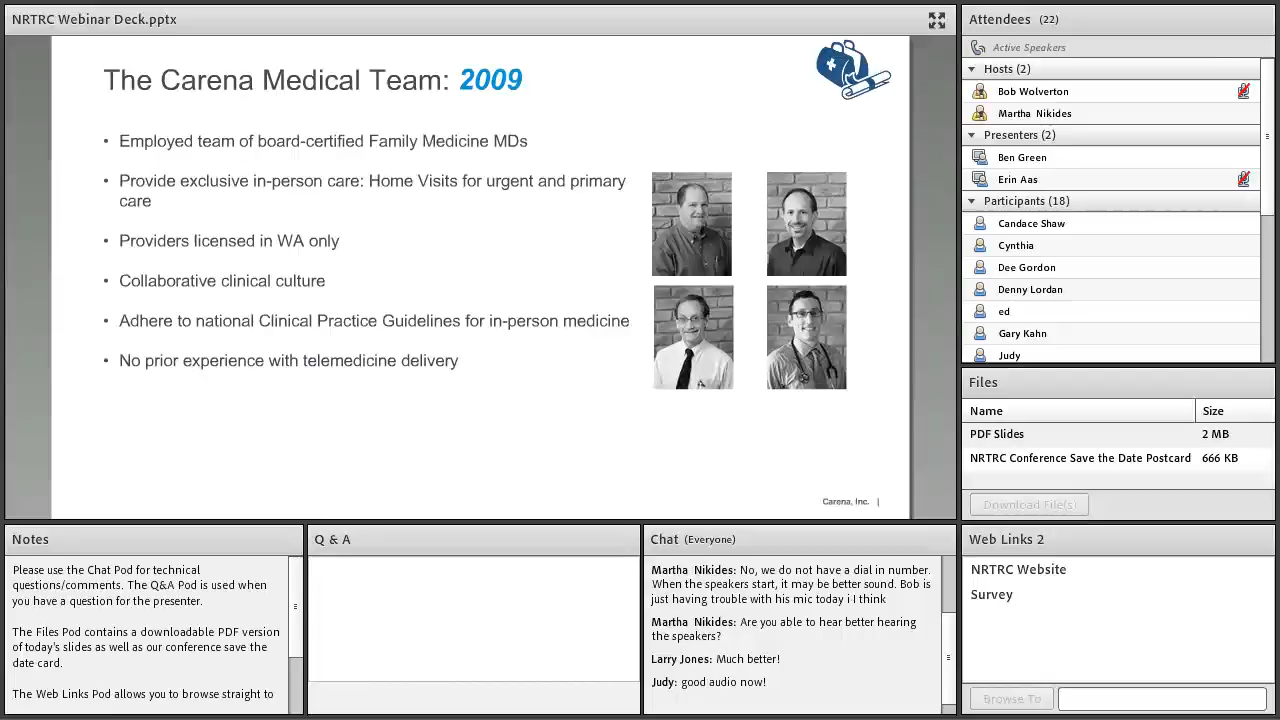 NRTRC Webinar Deck.pptx
The Carena Medical Team: 2009
• Employed team of board-certified Family Medicine MDs
• Provide exclusive in-person care: Home Visits for urgent and primary
care
• Providers licensed in WA only
• Collaborative clinical culture
• Adhere to national Clinical Practice Guidelines for in-person medicine
• No prior experience with telemedicine delivery
Carena, Inc. |
Attendees (22)
Active Speakers
Hosts (2)
Bob Wolverton
Martha Nikides
Presenters (2)
Ben Green
Erin Aas
Participants (18)
Candace Shaw
Cynthia
Dee Gordon
Denny Lordan
ed
Gary Kahn
Judy
Files
Name Size
PDF Slides 2 MB
NRTRC Conference Save the Date Postcard 666 KB
Download File(s)
Notes
Please use the Chat Pod for technical
questions/comments. The Q&A Pod is used when
you have a question for the presenter.
The Files Pod contains a downloadable PDF version
of today's slides as well as our conference save the
date card.
The Web Links Pod allows you to browse straight to
Q & A
Chat (Everyone)
Martha Nikides: No, we do not have a dial in number.
When the speakers start, it may be better sound. Bob is
just having trouble with his mic today i I think
Martha Nikides: Are you able to hear better hearing
the speakers?
Larry Jones: Much better!
Judy: good audio now!
Web Links 2
NRTRC Website
Survey
Browse To